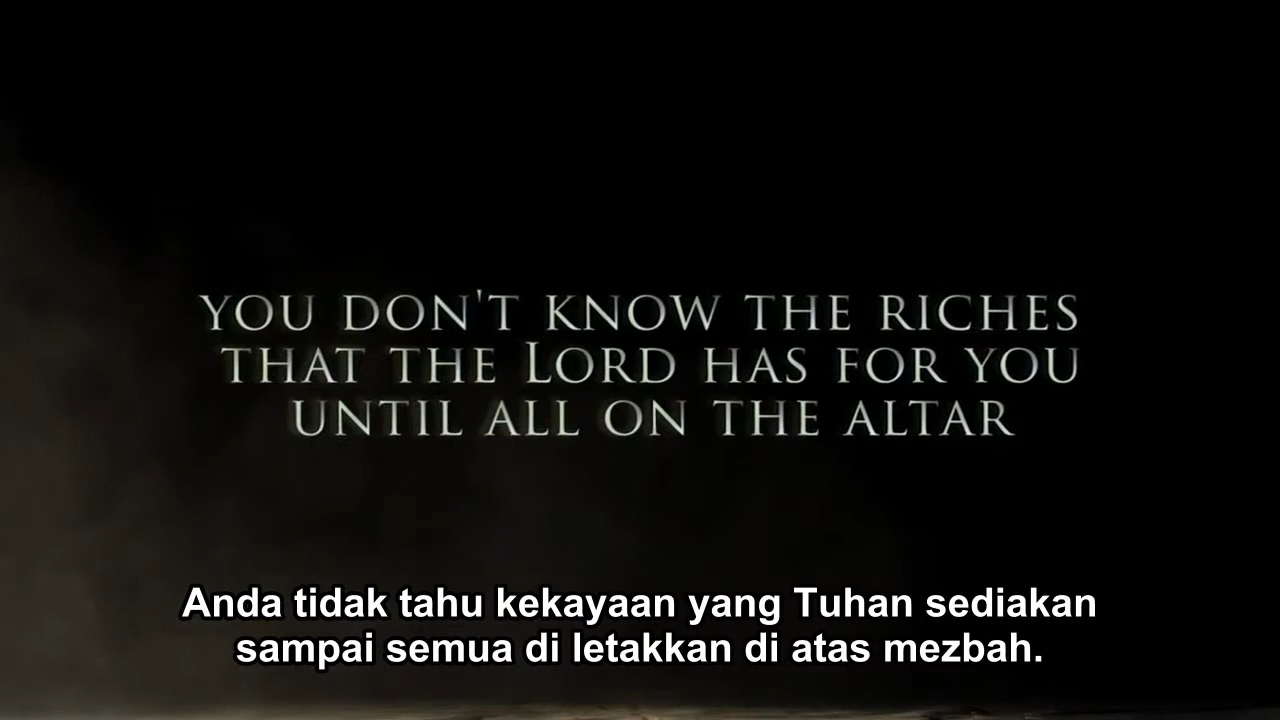 YOU DON'T KNOW THE RICHES
THAT THE LORD HAS FOR YOU
UNTIL ALL ON THE ALTAR
Anda tidak tahu kekayaan yang Tuhan sediakan
sampai semua di letakkan di atas mezbah.